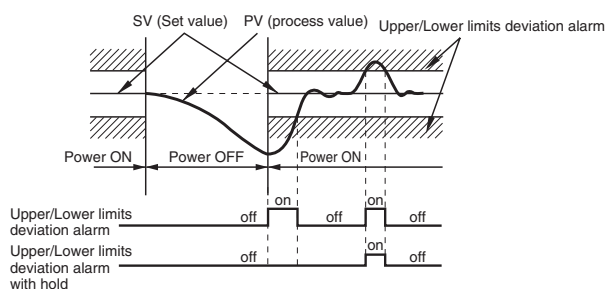 SV (Set value) PV (process value)
Upper/Lower limits deviation alarm
Power ON Power OFF Power ON
on on
Upper/Lower limits
deviation alarm
off off off
on
Upper/Lower limits
deviation alarm
with hold
off off